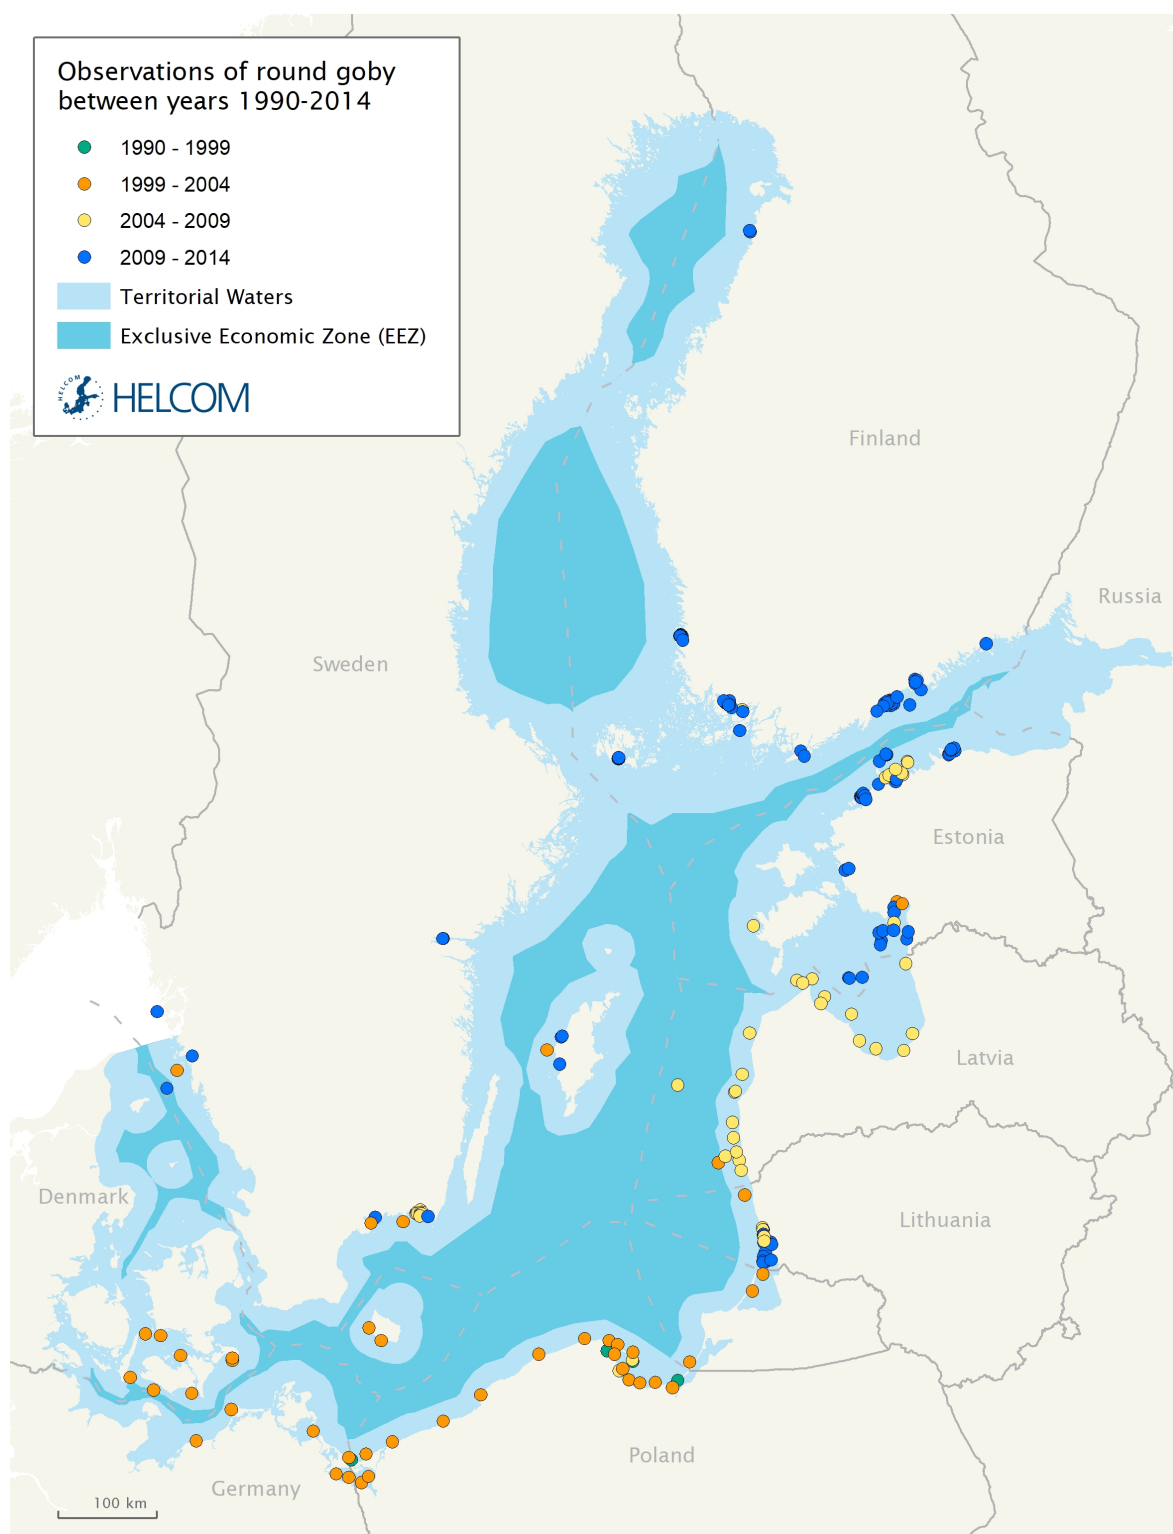 Observations of round goby
between years 1990-2014
1990 - 1999
1999 - 2004
2004 - 2009
2009 - 2014
Territorial Waters
Exclusive Economic Zone (EEZ)
HELCOM
HELCOM
Finland
Russia
Sweden
Estonia
Latvia
Denmark
Lithuania
Poland
Germany
100 km